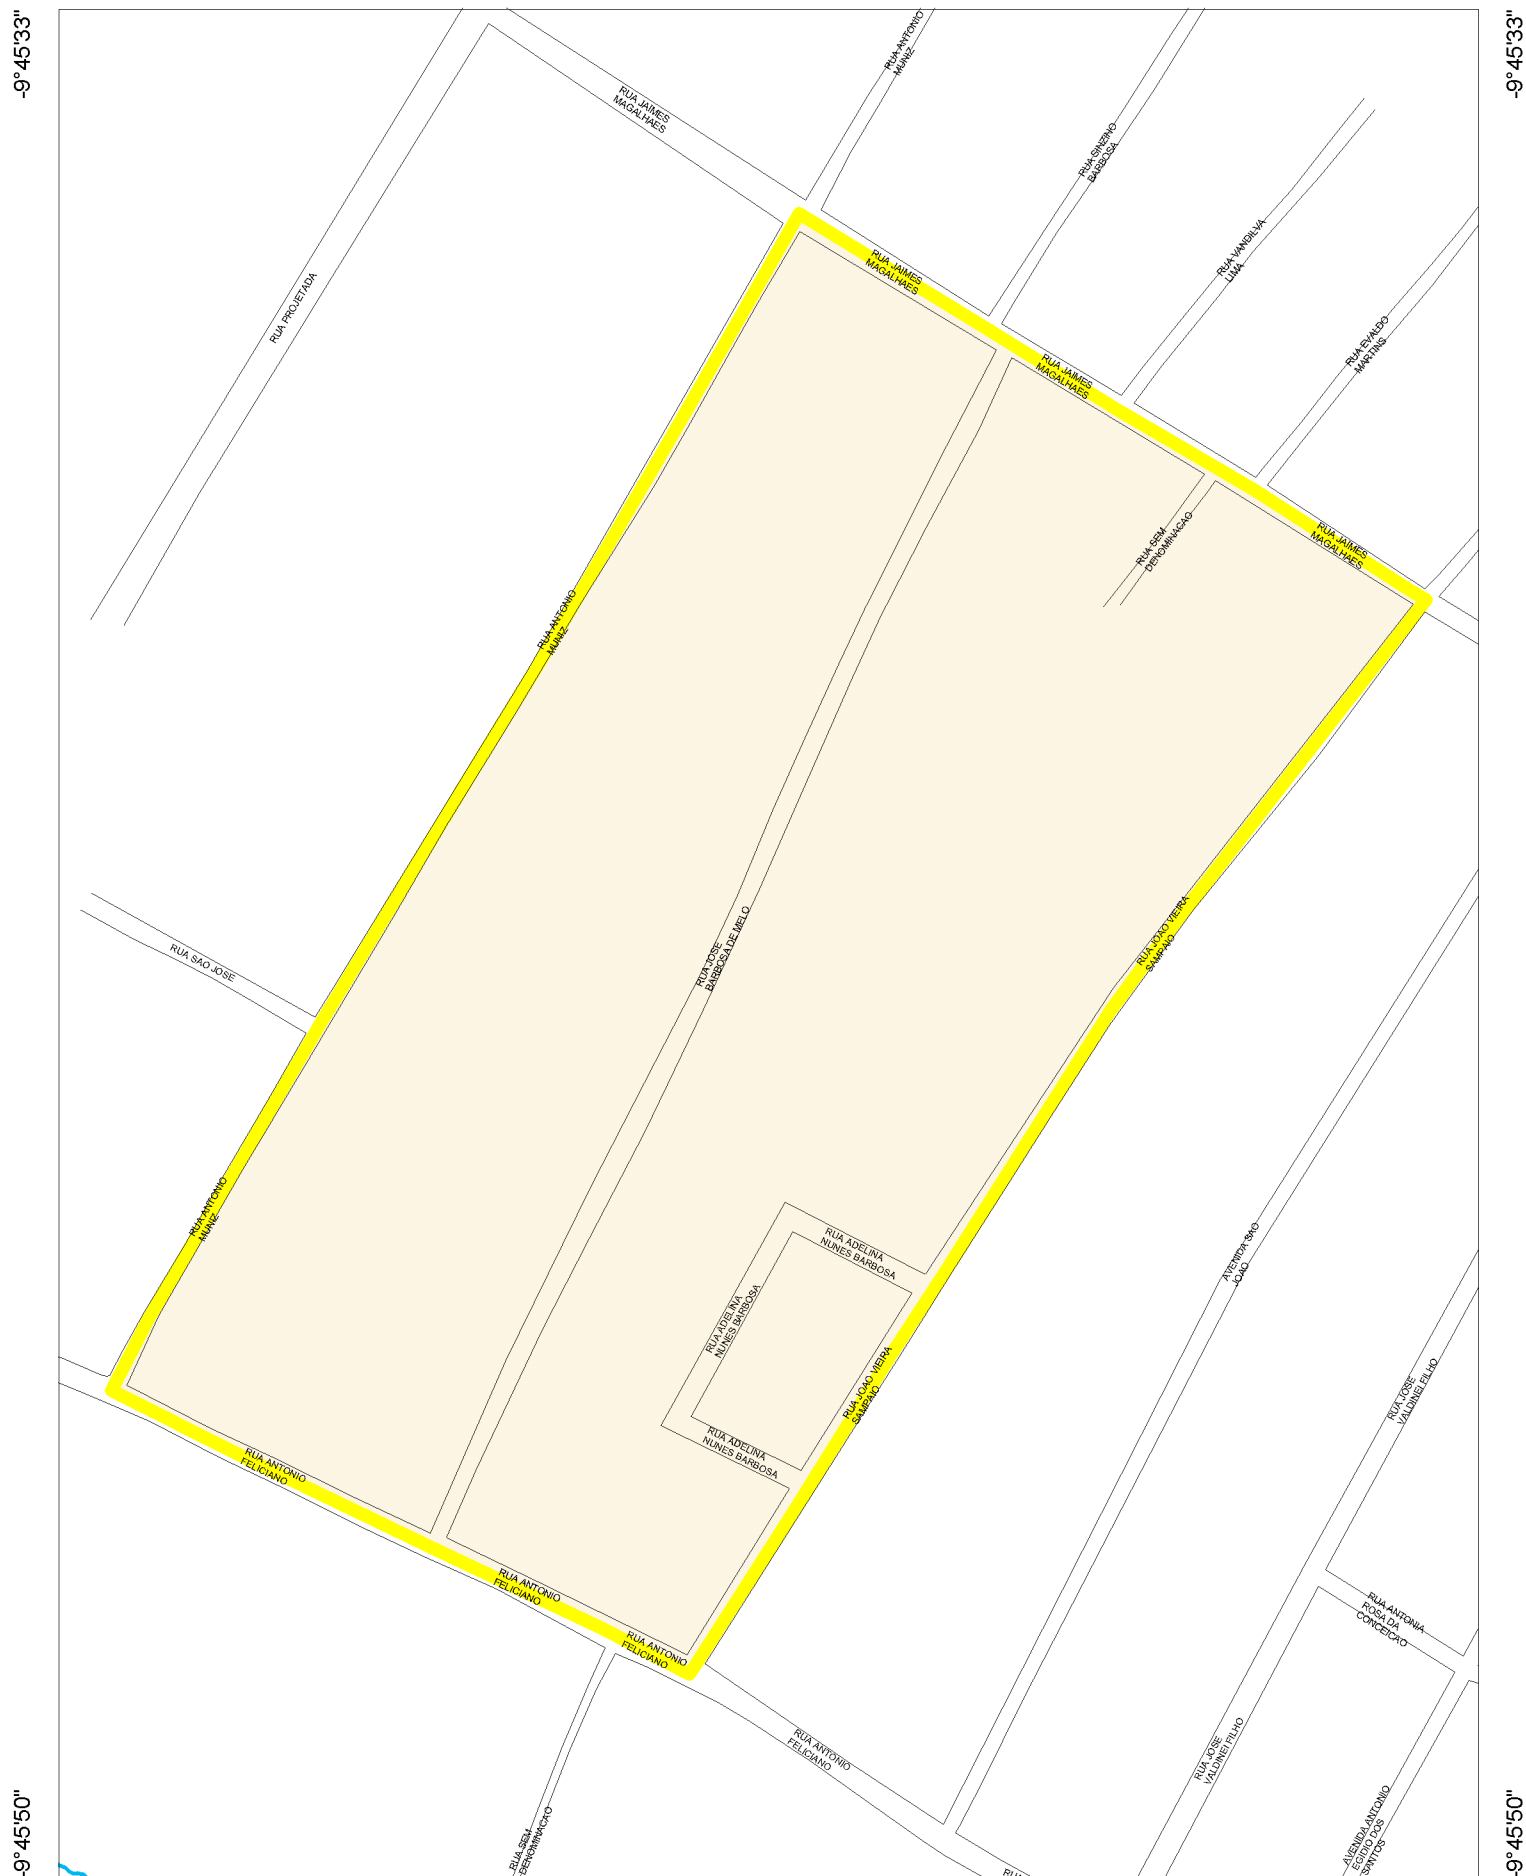 -9°45'33"
-9°45'33"
RUA ANTONIO
MUNIZ
RUA JAIMES
MAGALHAES
RUA SINZINO
BARBOSA
RUA VANDILVA
LIMA
RUA JAIMES
MAGALHAES
RUA PROJETADA
RUA EVALDO
MARTINS
RUA JAIMES
MAGALHAES
RUA JAIMES
MAGALHAES
RUA SEM
DENOMINACAO
RUA ANTONIO
MUNIZ
RUA JOSE
BARBOSA DE MELO
RUA JOAO VIEIRA
SAMPAIO
RUA SAO JOSE
RUA ANTONIO
MUNIZ
RUA ADELINA
NUNES BARBOSA
AVENIDA SAO
JOAO
RUA ADELINA
NUNES BARBOSA
RUA JOAO VIEIRA
SAMPAIO
RUA JOSE
VALDINEI FILHO
RUA ADELINA
NUNES BARBOSA
RUA ANTONIO
FELICIANO
RUA ANTONIO
FELICIANO
RUA ANTONIA
ROSA DA
CONCEICAO
RUA ANTONIO
FELICIANO
RUA ANTONIO
FELICIANO
RUA JOSE
VALDINEI FILHO
RUA SEM
DENOMINACAO
AVENIDA ANTONIO
EGIDIO DOS
SANTOS
-9°45'50"
-9°45'50"